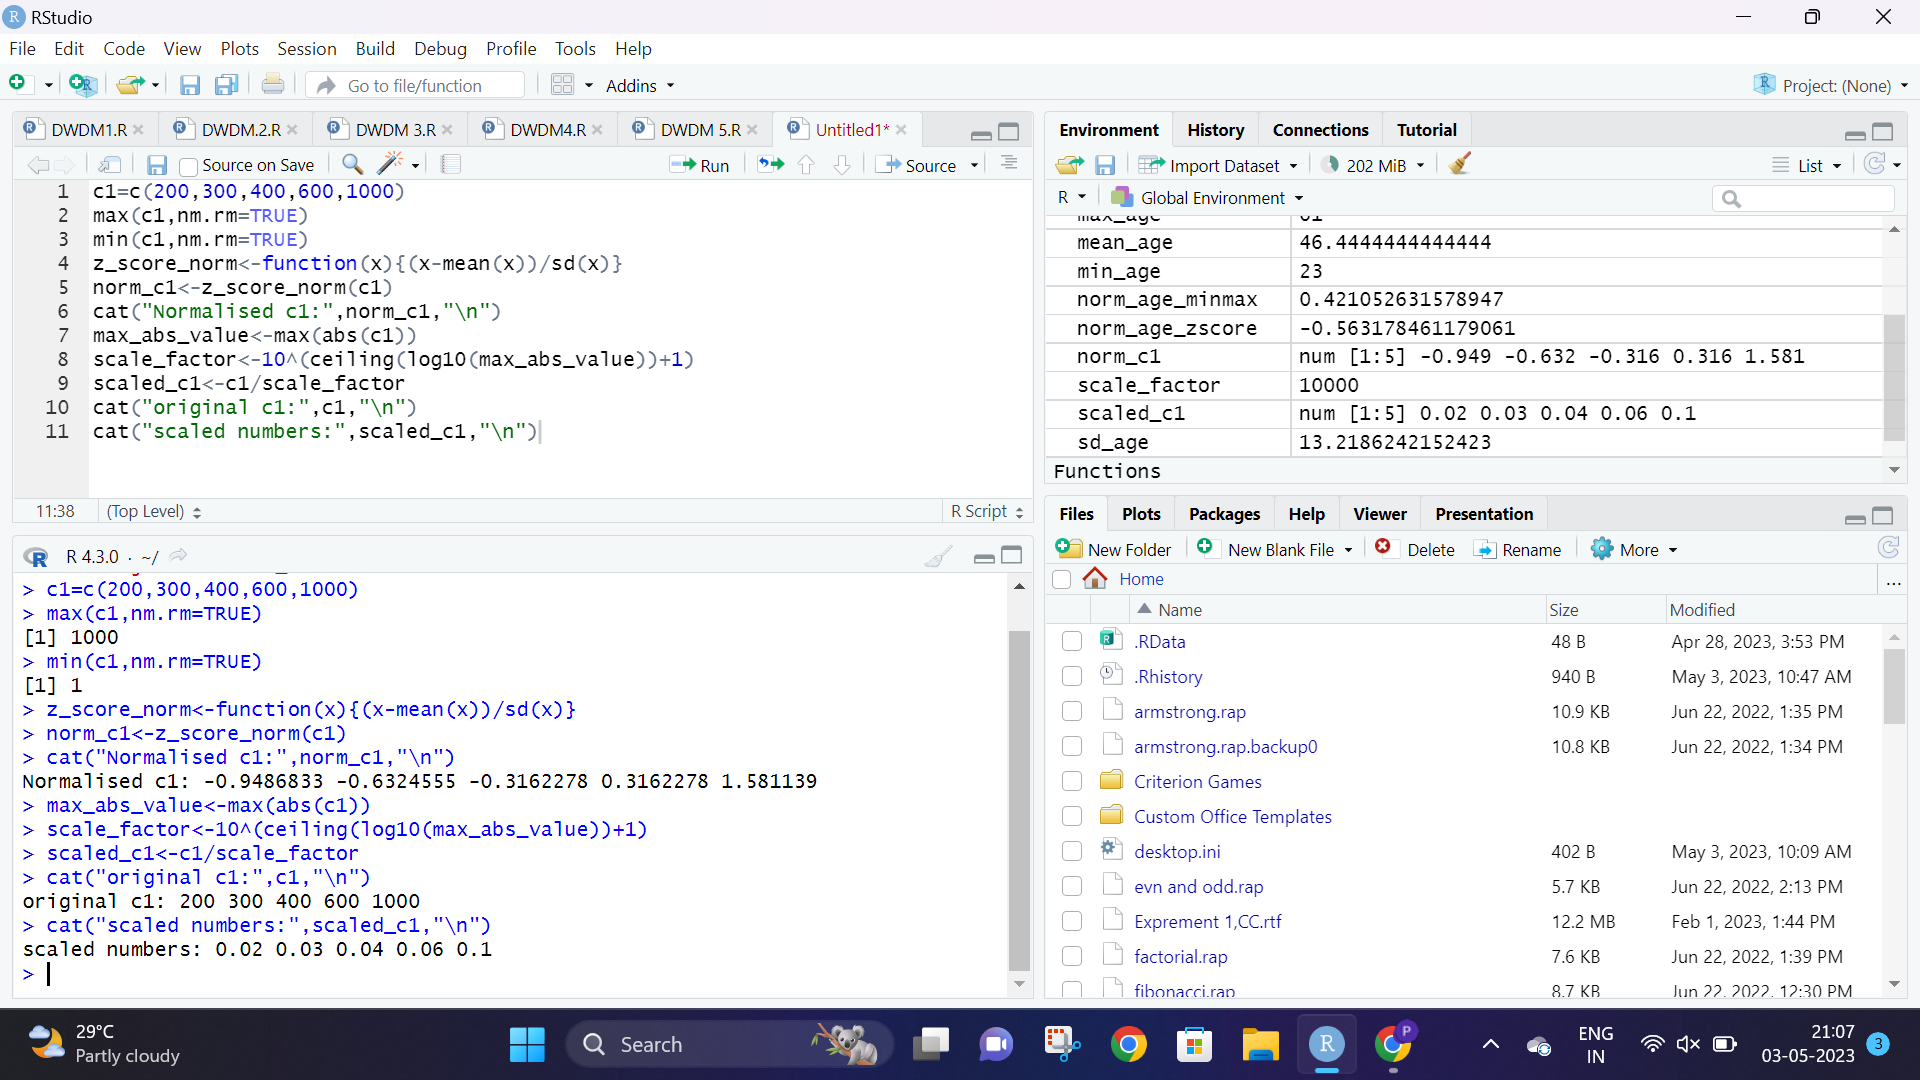 RStudio
File Edit Code View Plots Session Build Debug Profile Tools Help
Go to file/function Addins Project: (None)
DWDM1.R DWDM.2.R DWDM 3.R DWDM4.R DWDM 5.R Untitled1*
Source on Save Run Source
1 c1=c(200,300,400,600,1000)
2 max(c1,nm.rm=TRUE)
3 min(c1,nm.rm=TRUE)
4 z_score_norm<-function(x){(x-mean(x))/sd(x)}
5 norm_c1<-z_score_norm(c1)
6 cat("Normalised c1:",norm_c1,"\n")
7 max_abs_value<-max(abs(c1))
8 scale_factor<-10^(ceiling(log10(max_abs_value))+1)
9 scaled_c1<-c1/scale_factor
10 cat("original c1:",c1,"\n")
11 cat("scaled numbers:",scaled_c1,"\n")
11:38 (Top Level) R Script
R 4.3.0 · ~/
> c1=c(200,300,400,600,1000)
> max(c1,nm.rm=TRUE)
[1] 1000
> min(c1,nm.rm=TRUE)
[1] 1
> z_score_norm<-function(x){(x-mean(x))/sd(x)}
> norm_c1<-z_score_norm(c1)
> cat("Normalised c1:",norm_c1,"\n")
Normalised c1: -0.9486833 -0.6324555 -0.3162278 0.3162278 1.581139
> max_abs_value<-max(abs(c1))
> scale_factor<-10^(ceiling(log10(max_abs_value))+1)
> scaled_c1<-c1/scale_factor
> cat("original c1:",c1,"\n")
original c1: 200 300 400 600 1000
> cat("scaled numbers:",scaled_c1,"\n")
scaled numbers: 0.02 0.03 0.04 0.06 0.1
>
Environment History Connections Tutorial
Import Dataset 202 MiB List
R Global Environment
max_age 61
mean_age 46.4444444444444
min_age 23
norm_age_minmax 0.421052631578947
norm_age_zscore -0.563178461179061
norm_c1 num [1:5] -0.949 -0.632 -0.316 0.316 1.581
scale_factor 10000
scaled_c1 num [1:5] 0.02 0.03 0.04 0.06 0.1
sd_age 13.2186242152423
Functions
Files Plots Packages Help Viewer Presentation
New Folder New Blank File Delete Rename More
Home ...
Name Size Modified
.RData 48 B Apr 28, 2023, 3:53 PM
.Rhistory 940 B May 3, 2023, 10:47 AM
armstrong.rap 10.9 KB Jun 22, 2022, 1:35 PM
armstrong.rap.backup0 10.8 KB Jun 22, 2022, 1:34 PM
Criterion Games
Custom Office Templates
desktop.ini 402 B May 3, 2023, 10:09 AM
evn and odd.rap 5.7 KB Jun 22, 2022, 2:13 PM
Exprement 1,CC.rtf 12.2 MB Feb 1, 2023, 1:44 PM
factorial.rap 7.6 KB Jun 22, 2022, 1:39 PM
fibonacci.rap 8.7 KB Jun 22, 2022, 12:30 PM
29°C
Partly cloudy
Search
P
ENG
IN
21:07
03-05-2023
3